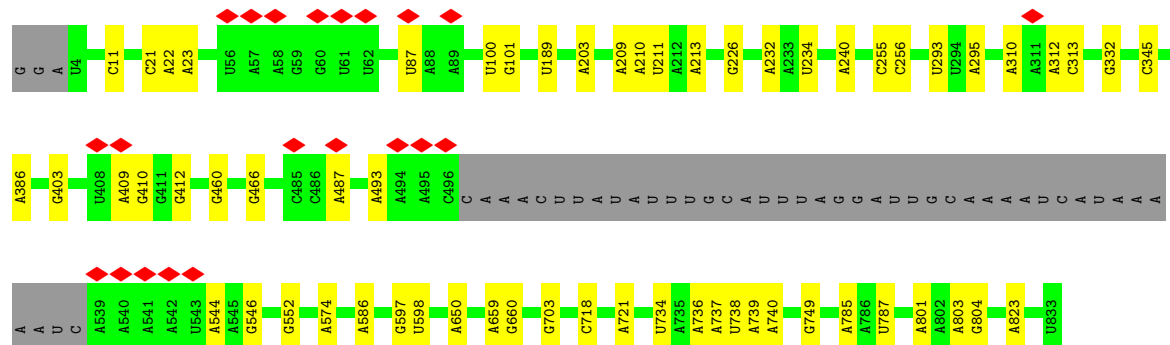 G G A U4 C11 C21 A22 A23 U56 A57 A58 G59 G60 U61 U62 U87 A88 A89 U100 G101 U189 A203 A209 A210 U211 A212 A213 G226 A232 A233 U234 A240 C255 C256 U293 U294 A295 A310 A311 A312 C313 G332 C345
A386 G403 U408 A409 G410 G411 G412 G460 G466 C485 C486 A487 A493 A494 A495 C496 C A A A C U U A U A U U U G C A U U U A G G A U U G C A A A A U C A U A A A
A A U C A539 A540 A541 A542 U543 A544 A545 G546 G552 A574 A586 G597 U598 A650 A659 G660 G703 C718 A721 U734 A735 A736 A737 U738 A739 A740 G749 A785 A786 U787 A801 A802 A803 G804 A823 U833